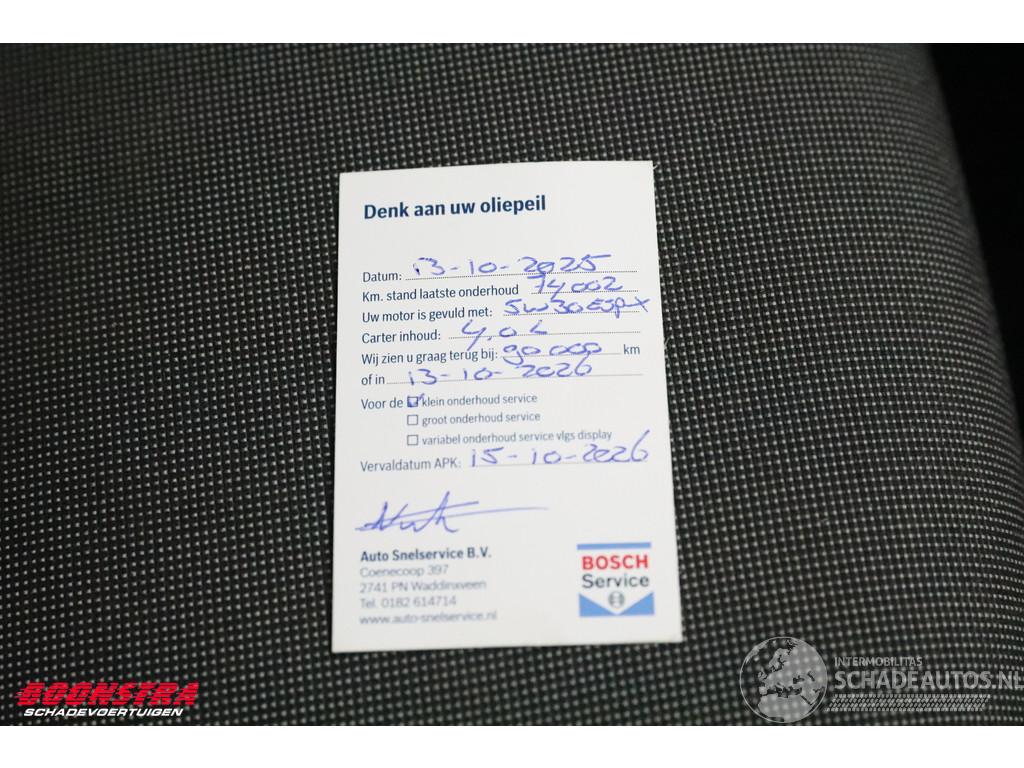 Denk aan uw oliepeil
Datum: 13-10-2025
Km. stand laatste onderhoud 74002
Uw motor is gevuld met: 5W30 ESP-X
Carter inhoud: 4,0 L
Wij zien u graag terug bij: 90 000 km
of in 13-10-2026
Voor de klein onderhoud service
groot onderhoud service
variabel onderhoud service vlgs display
Vervaldatum APK: 15-10-2026
Auto Snelservice B.V.
Coenecoop 397
2741 PN Waddinxveen
Tel. 0182 614714
www.auto-snelservice.nl
BOSCH
Service
BOONSTRA
SCHADEVOERTUIGEN
INTERMOBILITAS
SCHADEAUTOS.NL